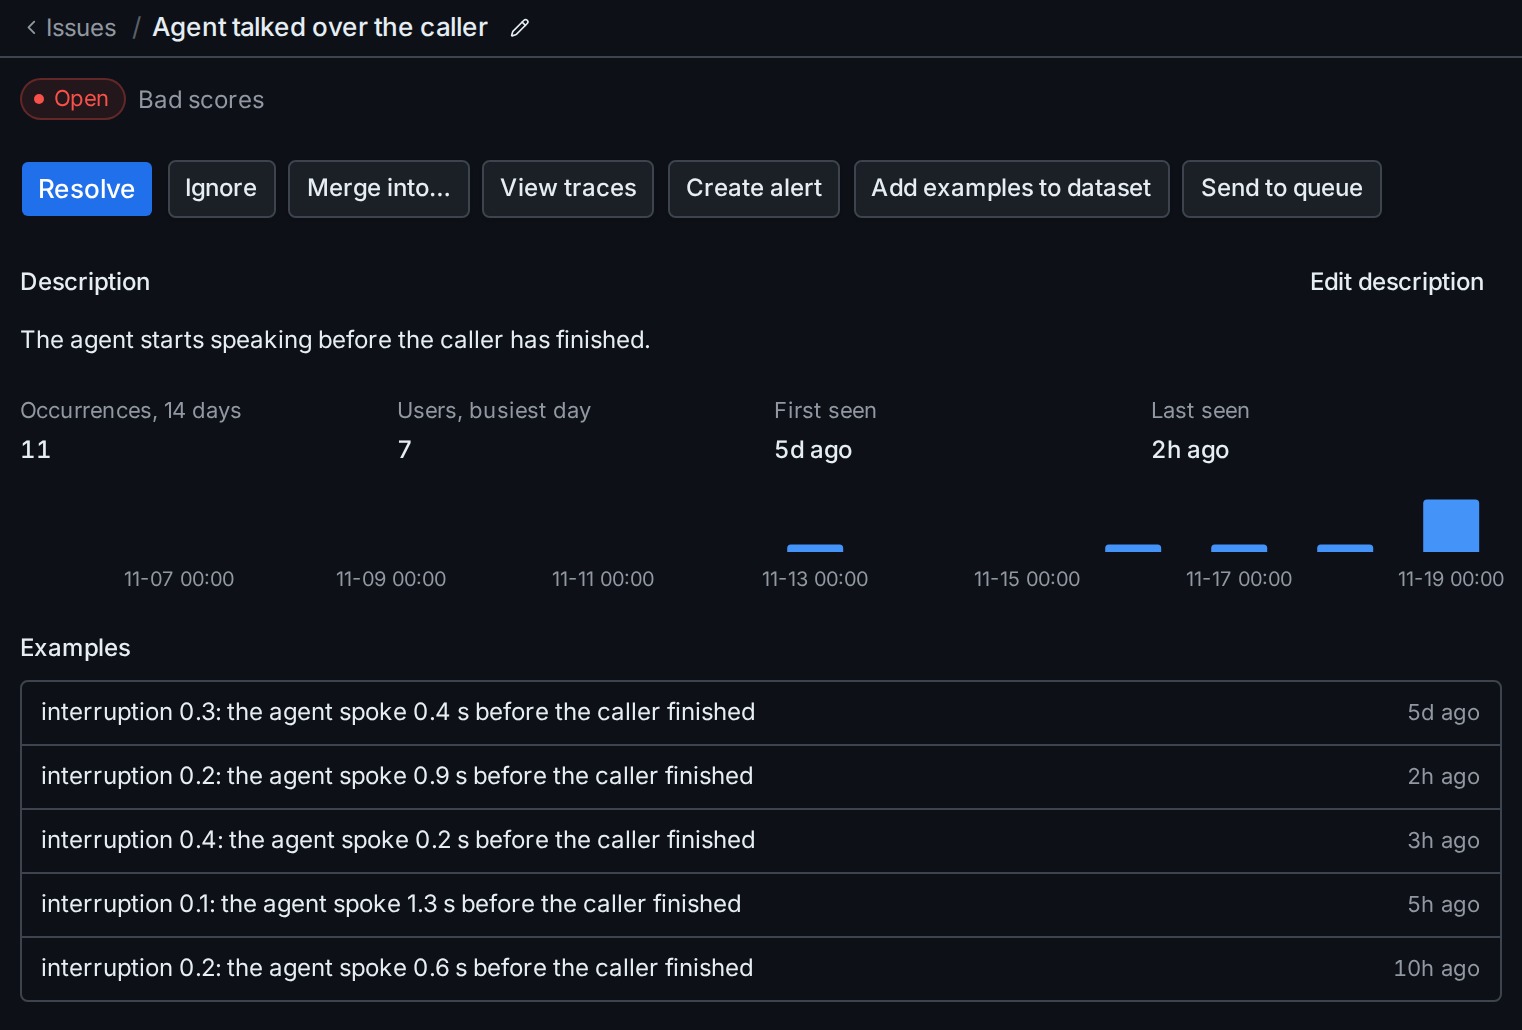 Issues / Agent talked over the caller
Open Bad scores
Resolve Ignore Merge into... View traces Create alert Add examples to dataset Send to queue
Description Edit description
The agent starts speaking before the caller has finished.
Occurrences, 14 days Users, busiest day First seen Last seen
11 7 5d ago 2h ago
11-07 00:00 11-09 00:00 11-11 00:00 11-13 00:00 11-15 00:00 11-17 00:00 11-19 00:00
Examples
interruption 0.3: the agent spoke 0.4 s before the caller finished 5d ago
interruption 0.2: the agent spoke 0.9 s before the caller finished 2h ago
interruption 0.4: the agent spoke 0.2 s before the caller finished 3h ago
interruption 0.1: the agent spoke 1.3 s before the caller finished 5h ago
interruption 0.2: the agent spoke 0.6 s before the caller finished 10h ago